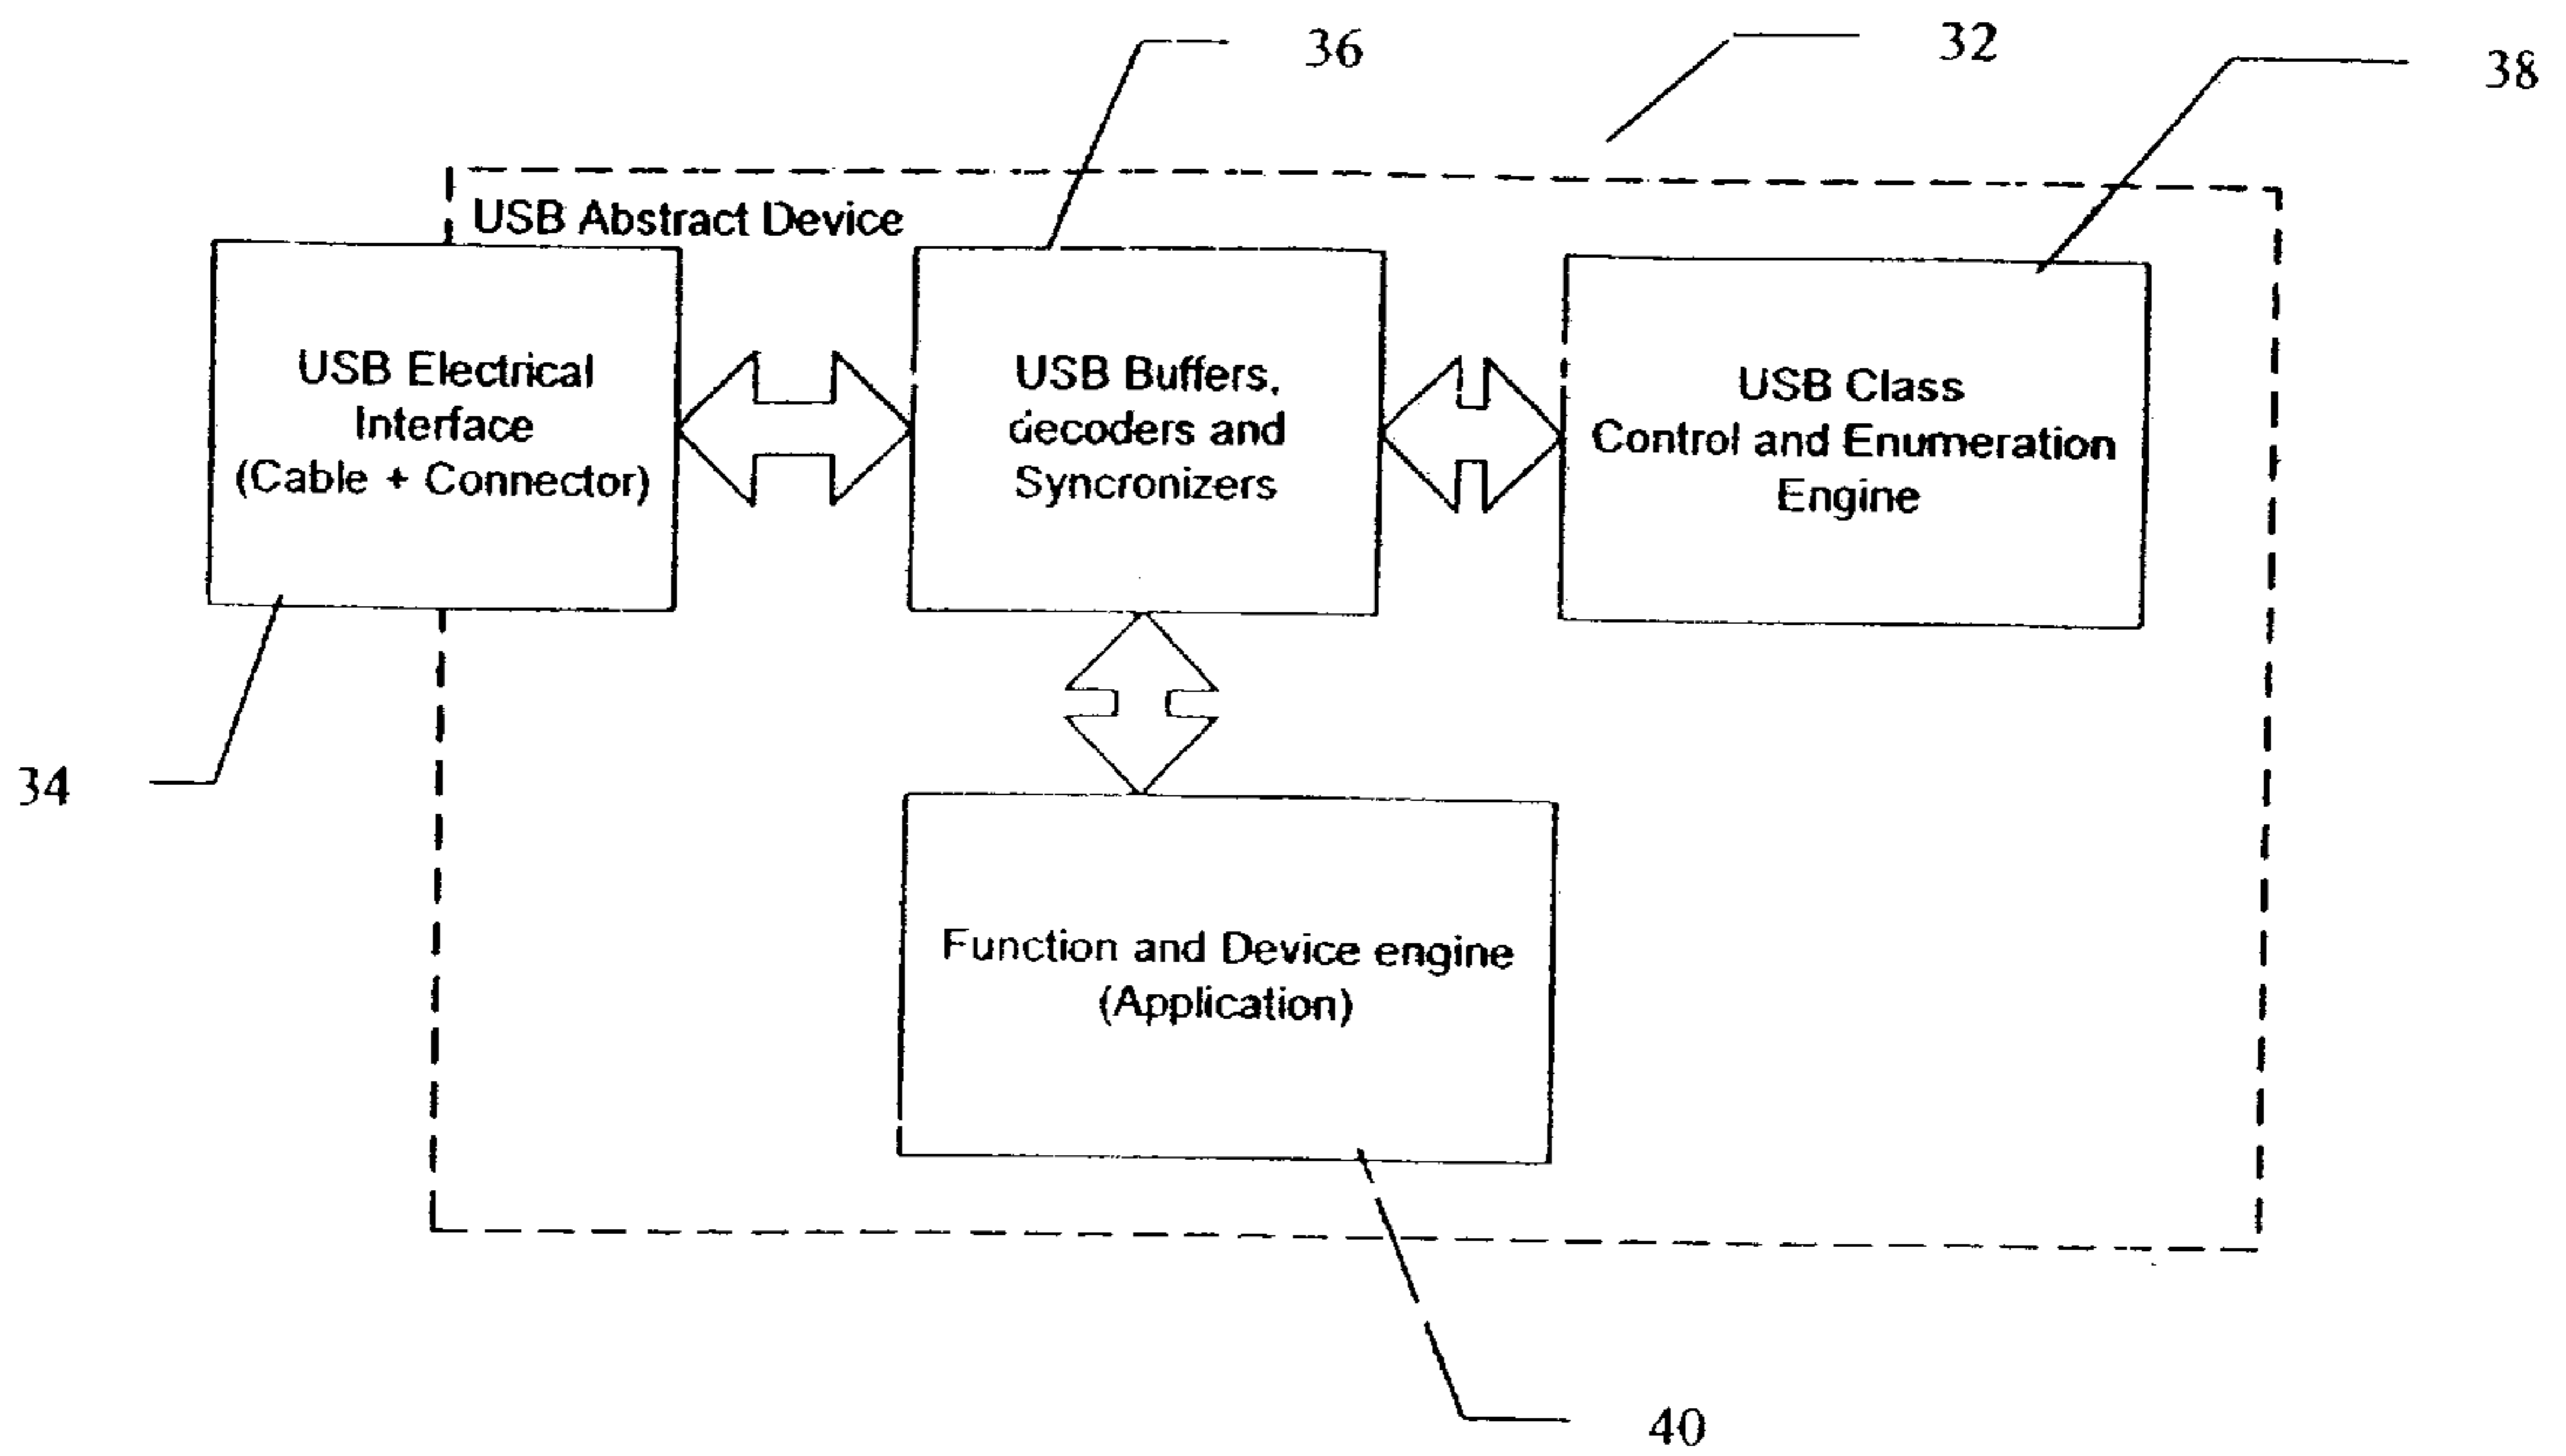 36
32
38
USB Abstract Device
USB Electrical
Interface
(Cable + Connector)
USB Buffers,
decoders and
Syncronizers
USB Class
Control and Enumeration
Engine
34
Function and Device engine
(Application)
40